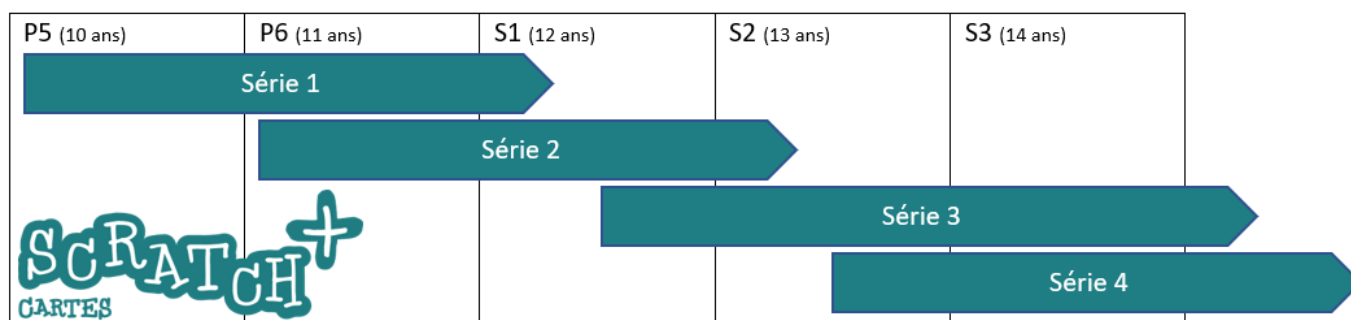 P5 (10 ans) P6 (11 ans) S1 (12 ans) S2 (13 ans) S3 (14 ans)
Série 1
Série 2
Série 3
Série 4
SCRATCH+
CARTES